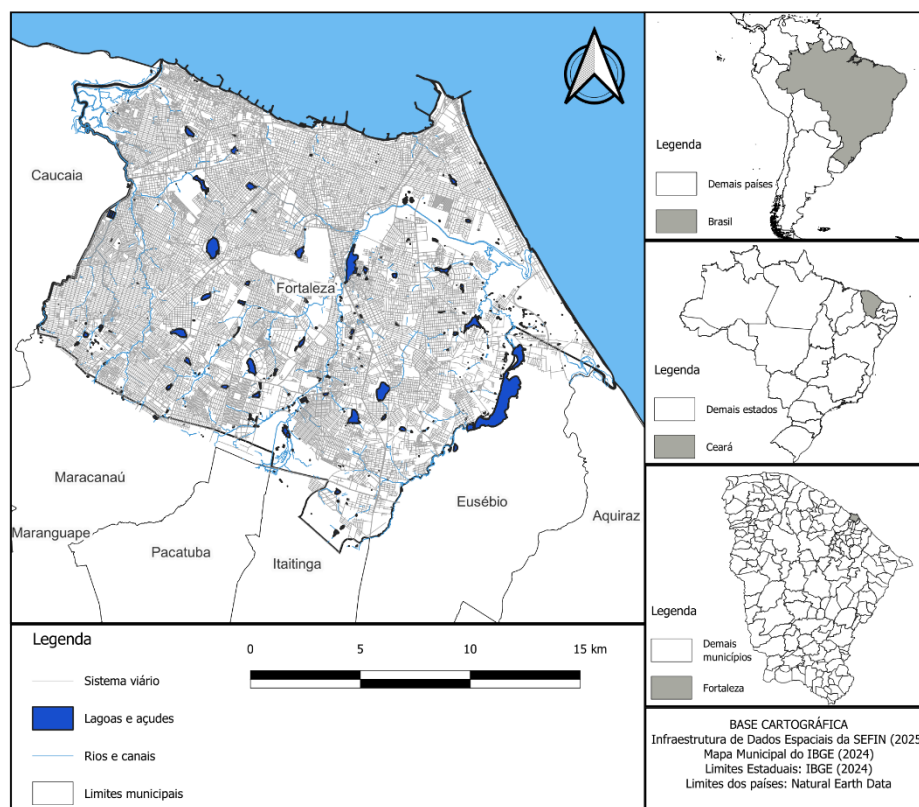 Caucaia
Fortaleza
Maracanaú
Maranguape
Pacatuba
Itaitinga
Eusébio
Aquiraz
Legenda
Demais países
Brasil
Legenda
Demais estados
Ceará
Legenda
Demais
municípios
Fortaleza
Legenda
Sistema viário
Lagoas e açudes
Rios e canais
Limites municipais
0 5 10 15 km
BASE CARTOGRÁFICA
Infraestrutura de Dados Espaciais da SEFIN (2025
Mapa Municipal do IBGE (2024)
Limites Estaduais: IBGE (2024)
Limites dos países: Natural Earth Data